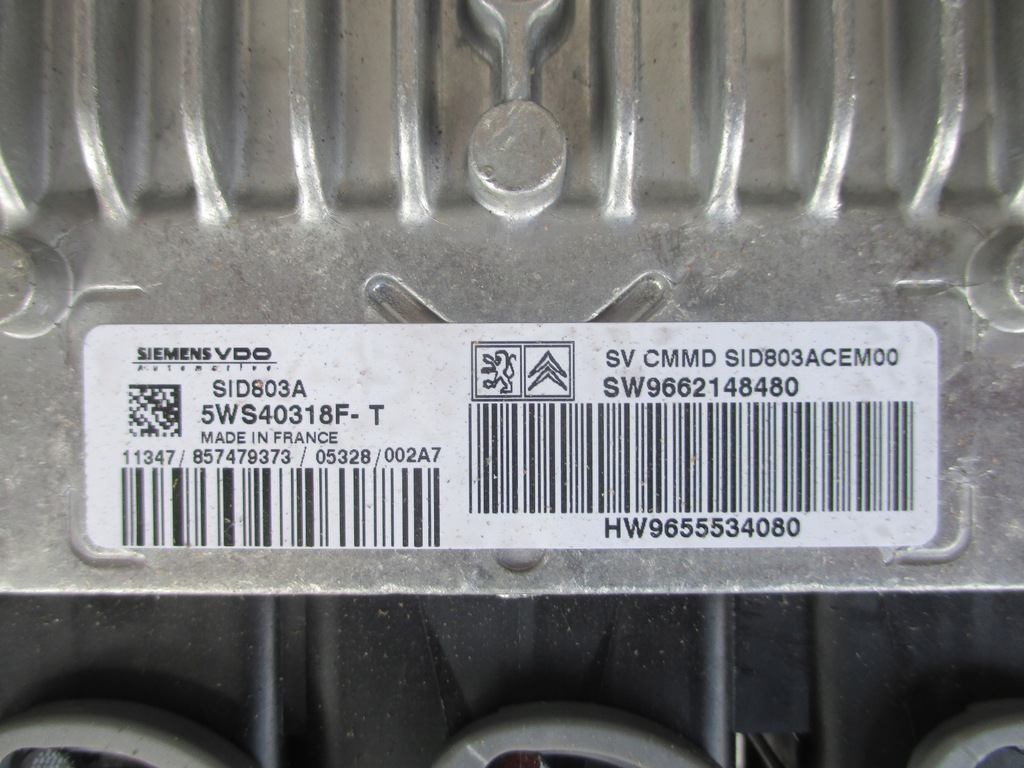 SIEMENS VDO
Automotive
SID803A
5WS40318F- T
MADE IN FRANCE
11347 / 857479373 / 05328 / 002A7
SV CMMD SID803ACEM00
SW9662148480
HW9655534080